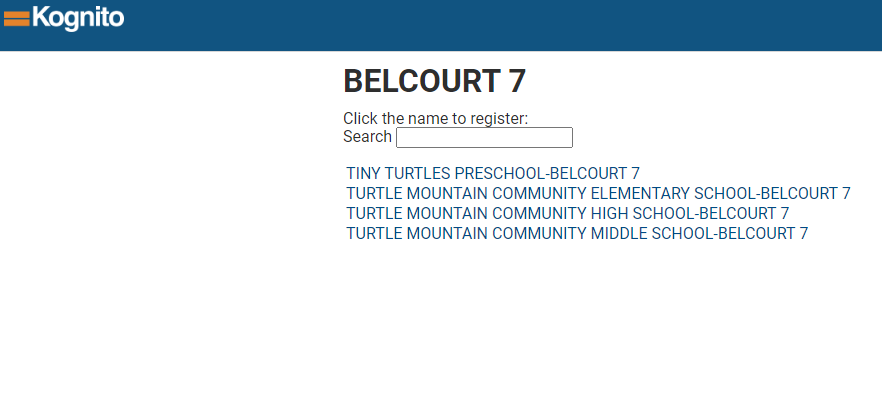 Kognito
BELCOURT 7
Click the name to register:
Search
TINY TURTLES PRESCHOOL-BELCOURT 7
TURTLE MOUNTAIN COMMUNITY ELEMENTARY SCHOOL-BELCOURT 7
TURTLE MOUNTAIN COMMUNITY HIGH SCHOOL-BELCOURT 7
TURTLE MOUNTAIN COMMUNITY MIDDLE SCHOOL-BELCOURT 7